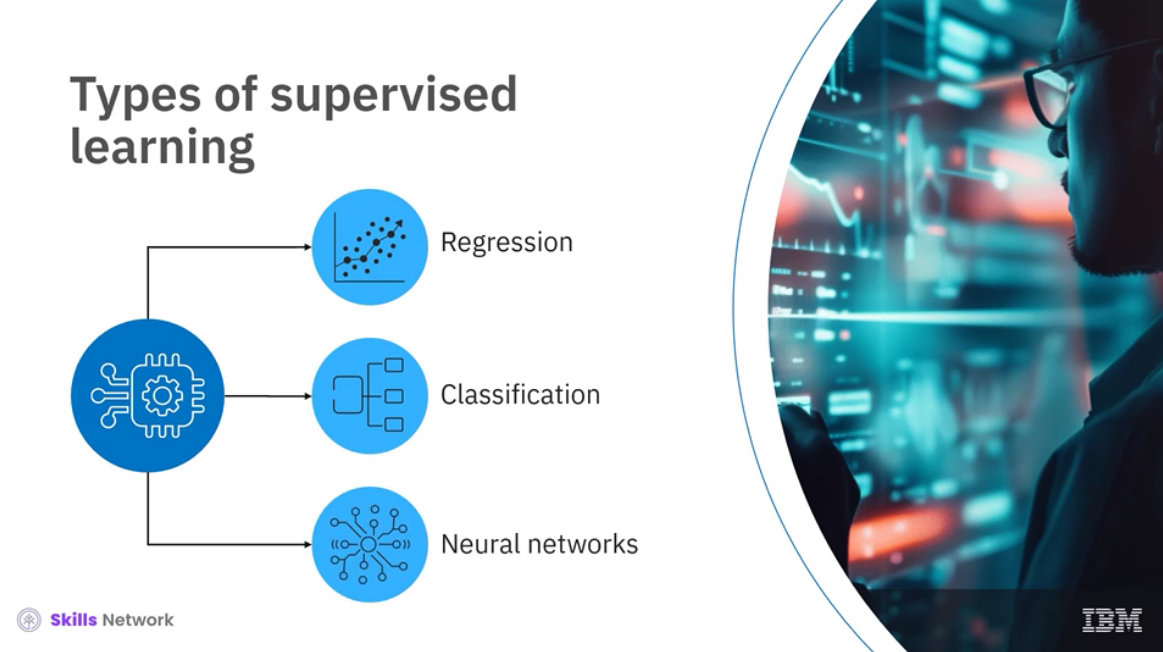 Types of supervised
learning
Regression
Classification
Neural networks
Skills Network
IBM